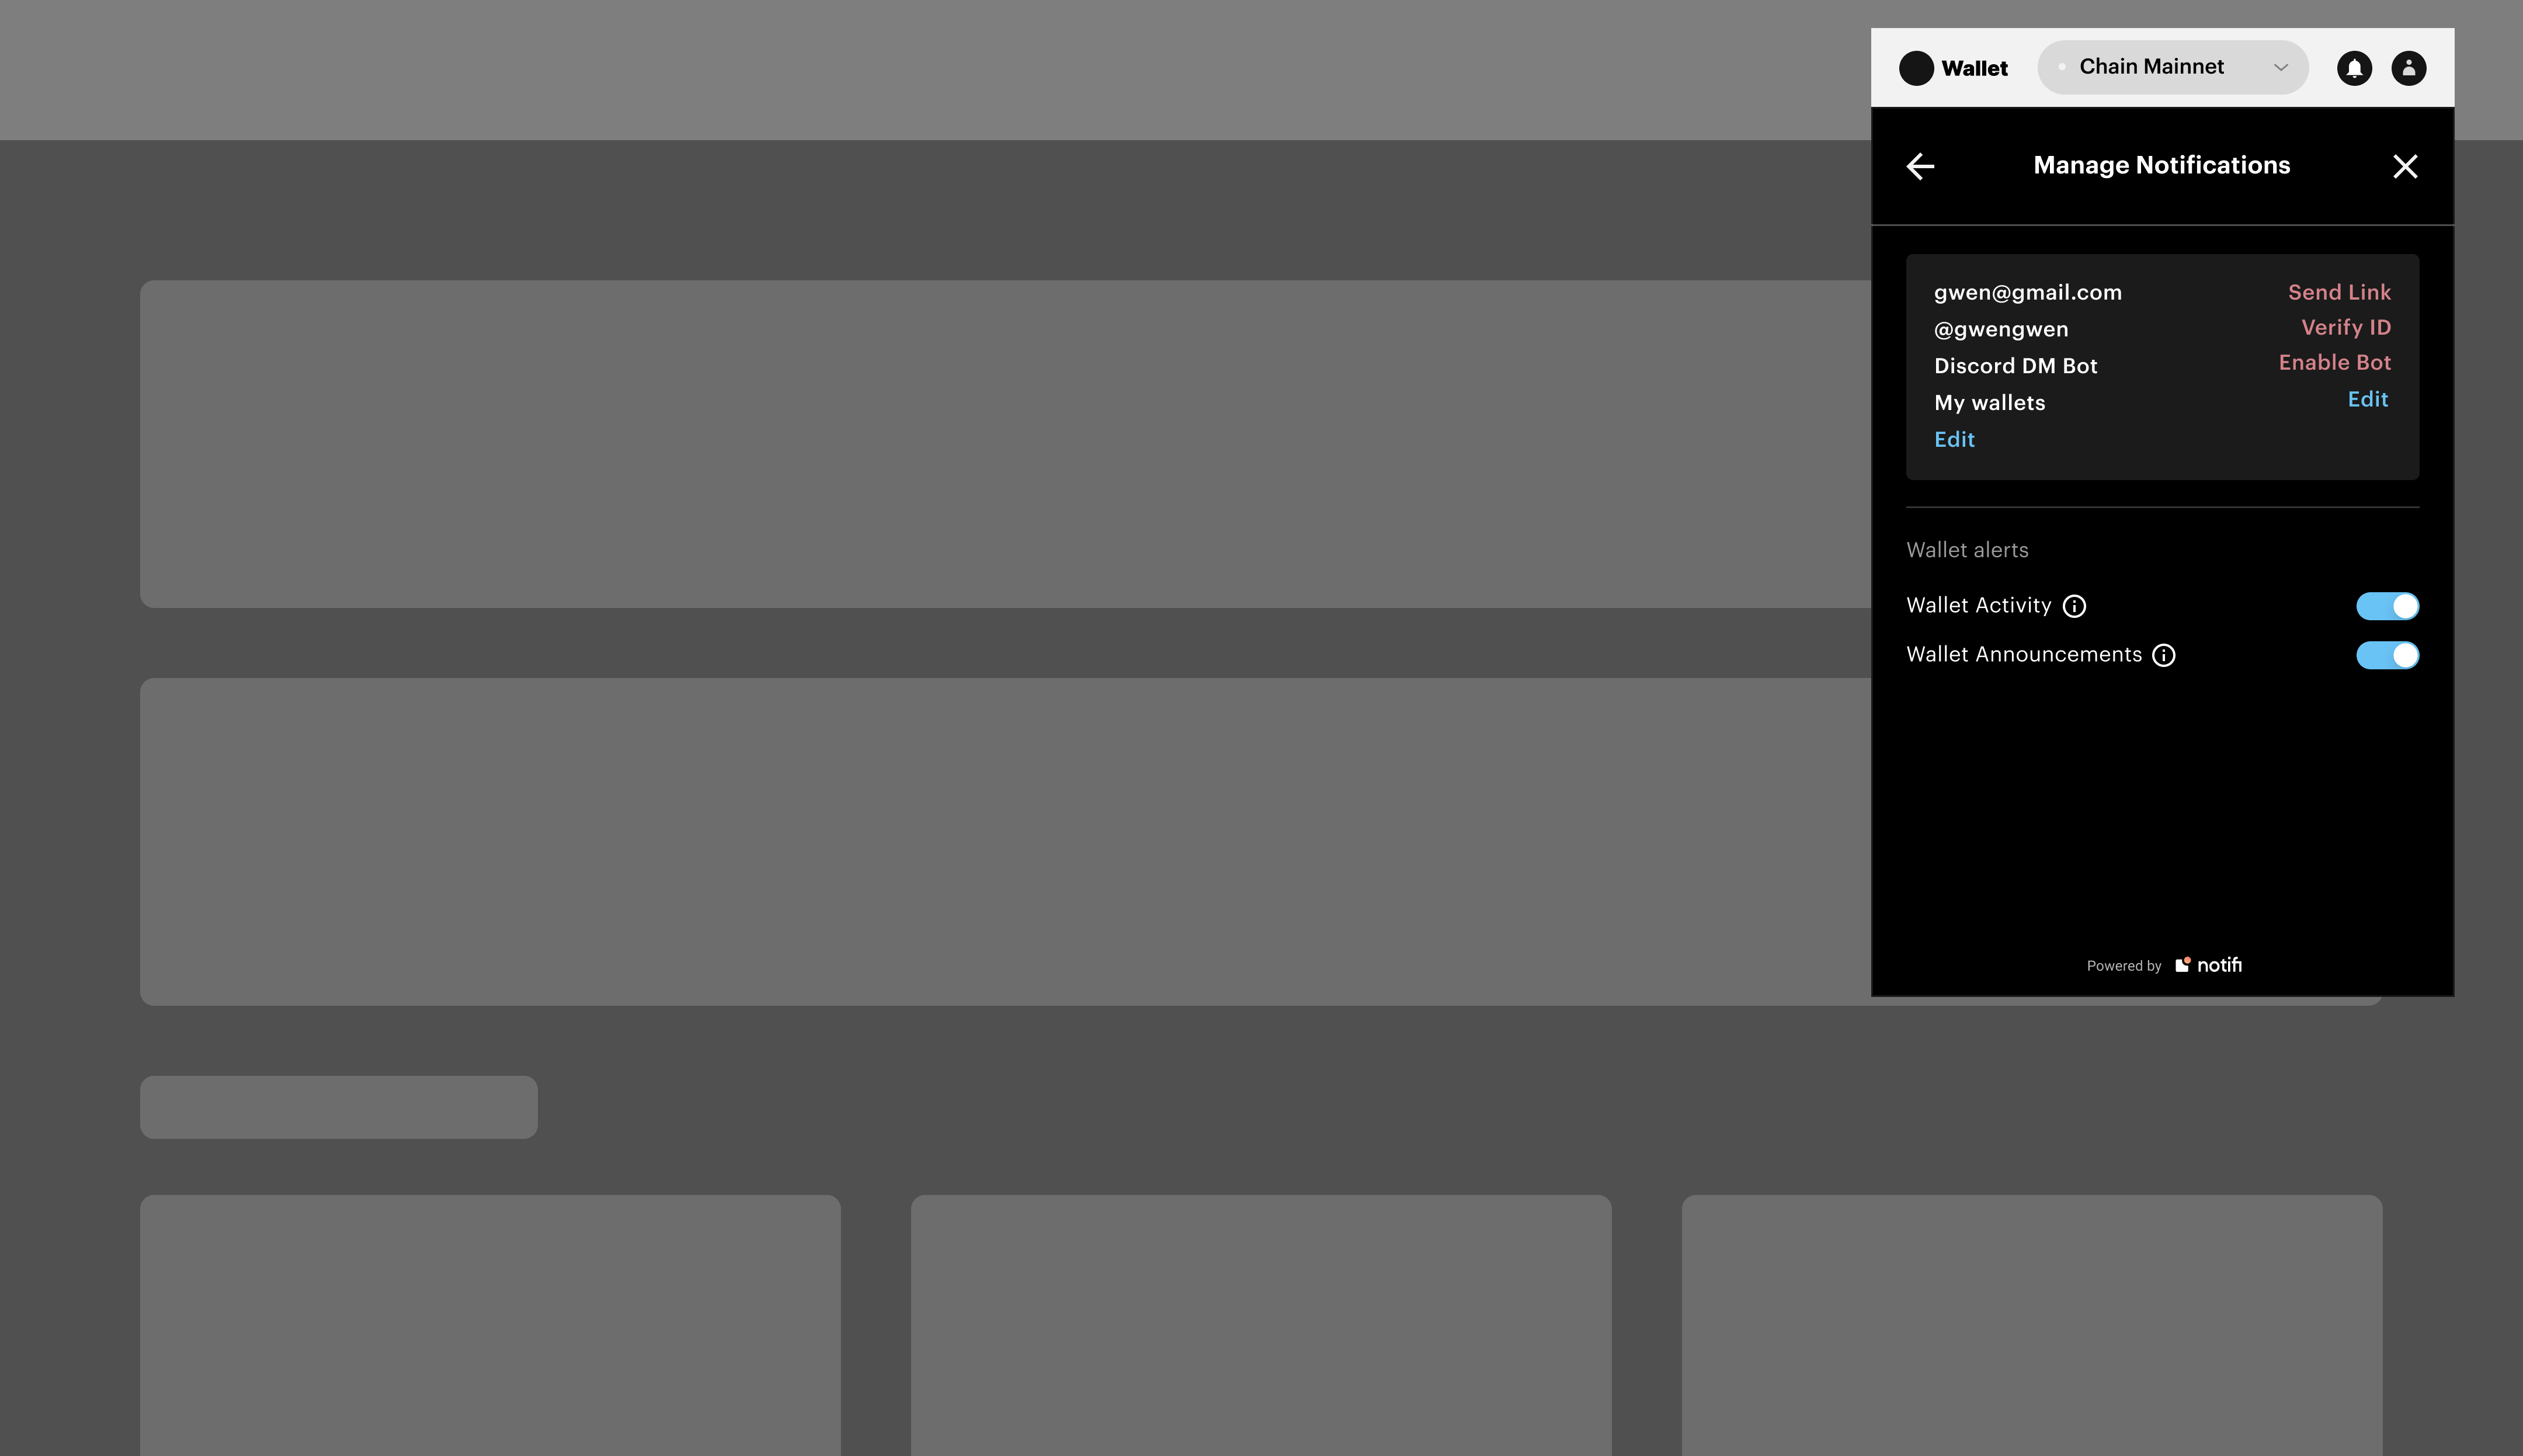 Wallet Chain Mainnet
Manage Notifications
gwen@gmail.com Send Link
@gwengwen Verify ID
Discord DM Bot Enable Bot
My wallets Edit
Edit
Wallet alerts
Wallet Activity
Wallet Announcements
Powered by notifi